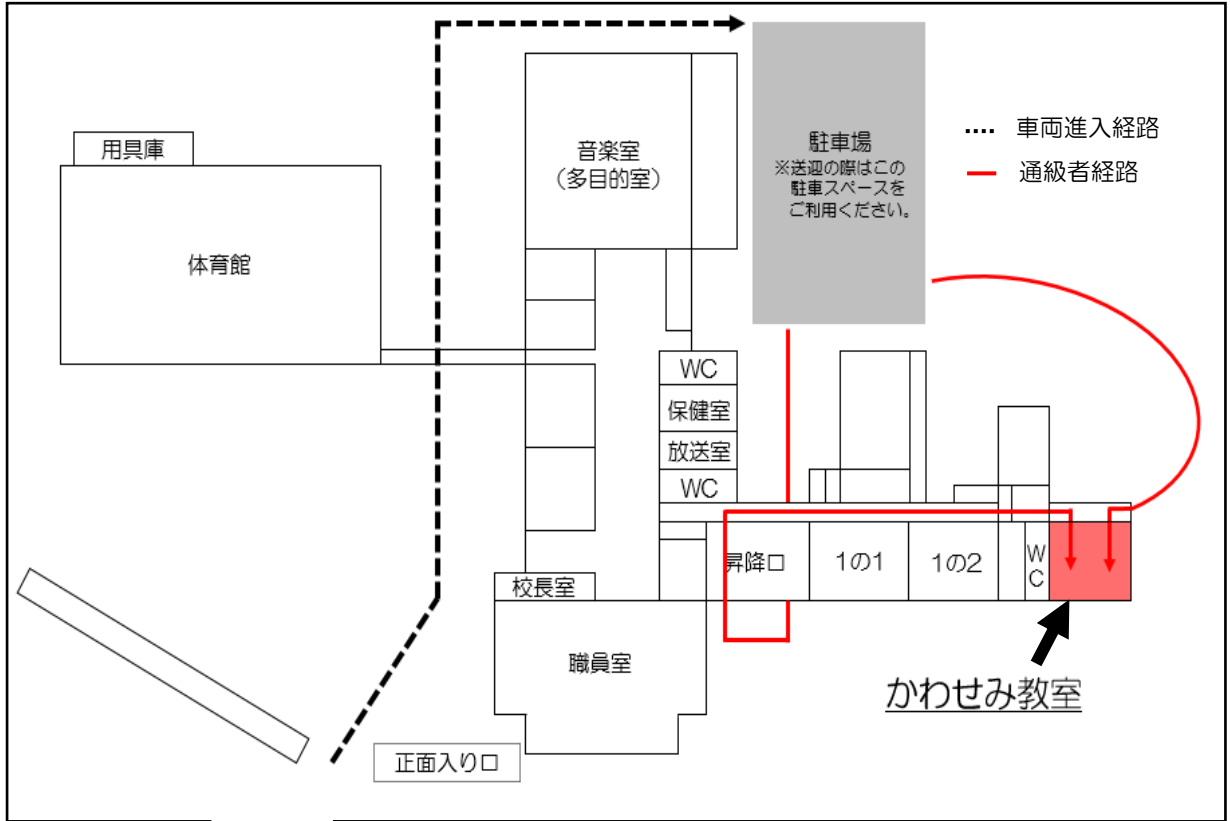 用具庫
体育館
音楽室
(多目的室)
駐車場
※送迎の際はこの
駐車スペースを
ご利用ください。
車両進入経路
通級者経路
WC
保健室
放送室
WC
昇降口
1の1
1の2
WC
校長室
職員室
かわせみ教室
正面入り口